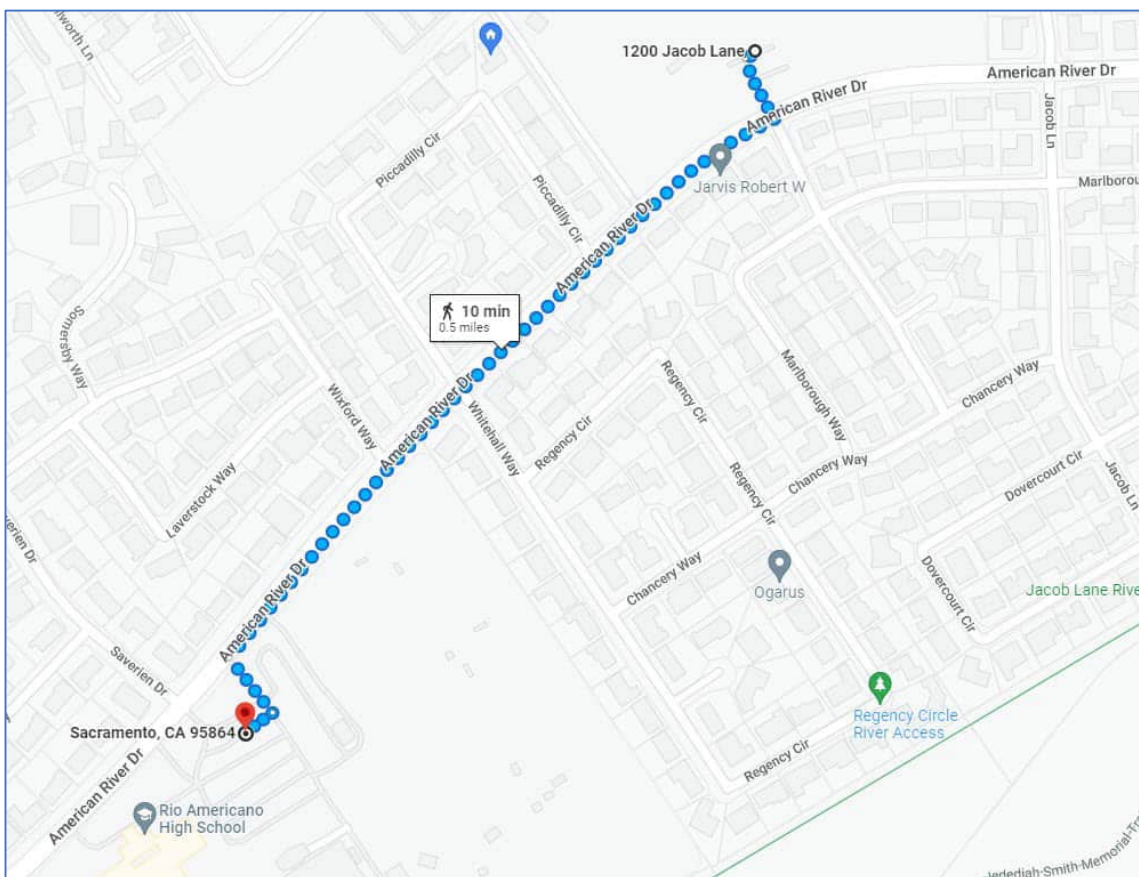 1200 Jacob Lane
American River Dr
American River Dr
Jacob Ln
Piccadilly Cir
Piccadilly Cir
Jarvis Robert W
American River Dr
10 min
0.5 miles
Somersby Way
Wixford Way
American River Dr
Whitehall Way
Regency Cir
Regency Cir
Marlborough Way
Chancery Way
Chancery Way
Regency Cir
Dovercourt Cir
Jacob Ln
Laverstock Way
American River Dr
Chancery Way
Ogarus
Dovercourt Cir
Jacob Lane
Saverien Dr
Sacramento, CA 95864
American River Dr
Regency Circle
River Access
Regency Cir
Rio Americano
High School